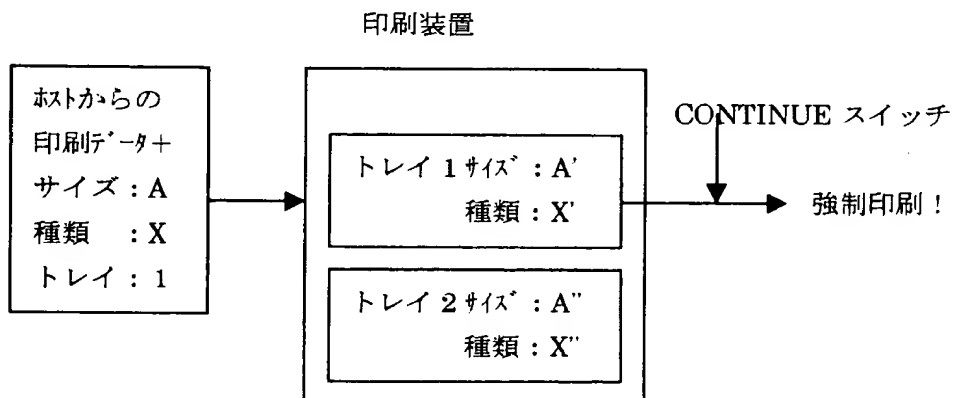 印刷装置
ﾎｽﾄからの
印刷ﾃﾞｰﾀ+
サイズ：A
種類　：X
トレイ：1
トレイ 1 ｻｲｽﾞ：A'
種類：X'
トレイ 2 ｻｲｽﾞ：A"
種類：X"
CONTINUE スイッチ
強制印刷！